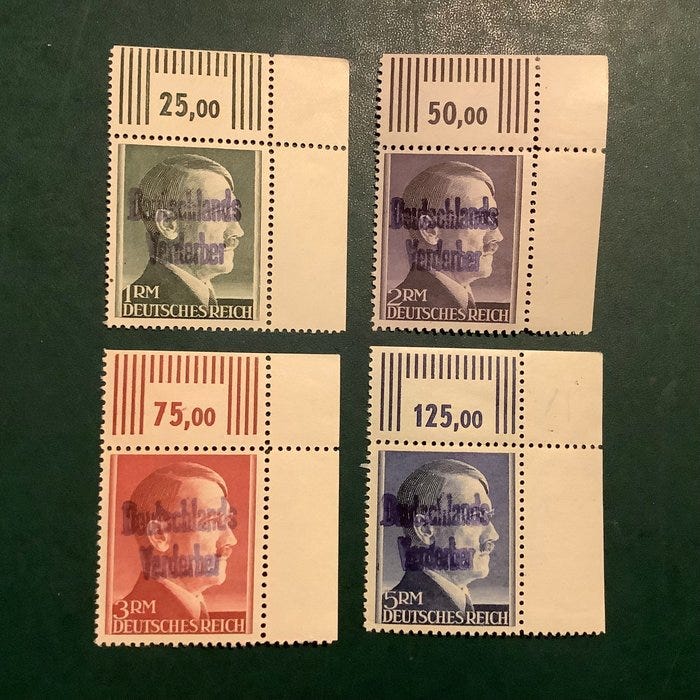 25,00
Deutschlands
Verderber
1RM
DEUTSCHES REICH
50,00
Deutschlands
Verderber
2RM
DEUTSCHES REICH
75,00
Deutschlands
Verderber
3RM
DEUTSCHES REICH
125,00
Deutschlands
Verderber
5RM
DEUTSCHES REICH